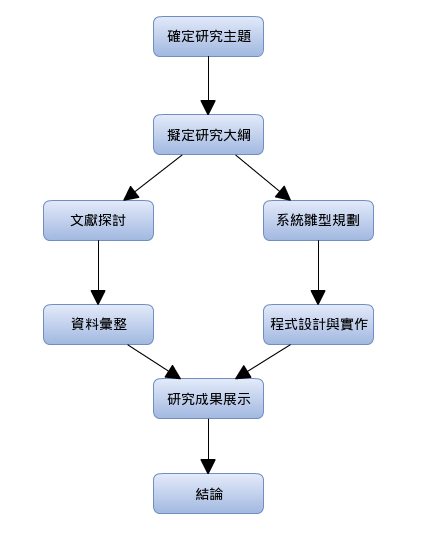 確定研究主題
擬定研究大綱
文獻探討
系統雛型規劃
資料彙整
程式設計與實作
研究成果展示
結論